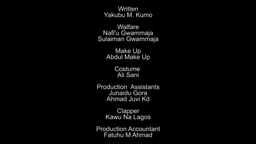 Written
Yakubu M. Kumo
Walfare
Nafi'u Gwammaja
Sulaiman Gwammaja
Make Up
Abdul Make Up
Costume
Ali Sani
Production Assistants
Junaidu Gora
Ahmad Juvi Kd
Clapper
Kawu Na Lagos
Production Accountant
Fatuhu M Ahmad